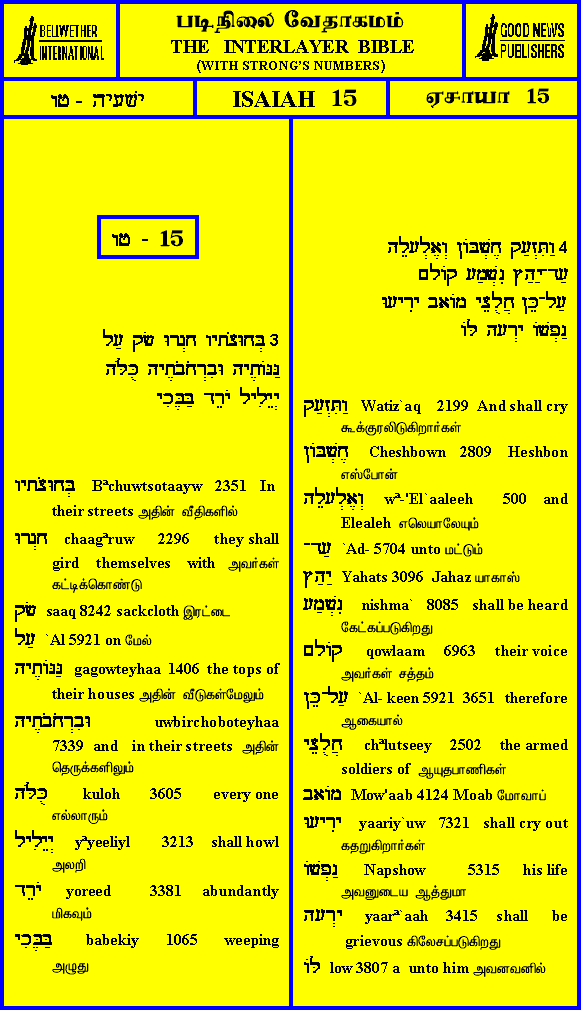 BELLWETHER
INTERNATIONAL
படிநிலை வேதாகமம்
THE INTERLAYER BIBLE
(WITH STRONG'S NUMBERS)
GOOD NEWS
PUBLISHERS
ישעיה - טו
ISAIAH 15
ஏசாயா 15
15 - טו
3 בְּחוּצֹתָיו חָגְרוּ שָׂק עַל
גַּגּוֹתֶיהָ וּבִרְחֹבֹתֶיהָ כֻּלֹּה
יְיֵלִיל יֹרֵד בַּבֶּכִי
בְּחוּצֹתָיו Bªchuwtsotaayw 2351 In
their streets அதின் வீதிகளில்
חָגְרוּ chaagªruw 2296 they shall
gird themselves with அவர்கள்
கட்டிக்கொண்டு
שָׂק saaq 8242 sackcloth இரட்டை
עַל `Al 5921 on மேல்
גַּגּוֹתֶיהָ gagowteyhaa 1406 the tops of
their houses அதின் வீடுகள்மேலும்
וּבִרְחֹבֹתֶיהָ uwbirchoboteyhaa
7339 and in their streets அதின்
தெருக்களிலும்
כֻּלֹּה kuloh 3605 every one
எல்லாரும்
יְיֵלִיל yªyeeliyl 3213 shall howl
அலறி
יֹרֵד yoreed 3381 abundantly
மிகவும்
בַּבֶּכִי babekiy 1065 weeping
அழுது
4 וַתִּזְעַק חֶשְׁבּוֹן וְאֶלְעָלֵה
עַד־יַהַץ נִשְׁמַע קוֹלָם
עַל־כֵּן חֲלֻצֵי מוֹאָב יָרִיעוּ
נַפְשׁוֹ יָרְעָה לּוֹ
וַתִּזְעַק Watiz`aq 2199 And shall cry
கூக்குரலிடுகிறார்கள்
חֶשְׁבּוֹן Cheshbown 2809 Heshbon
எஸ்போன்
וְאֶלְעָלֵה wª-'El`aaleeh 500 and
Elealeh எலெயாலேயும்
עַד־ `Ad- 5704 unto மட்டும்
יַהַץ Yahats 3096 Jahaz யாகாஸ்
נִשְׁמַע nishma` 8085 shall be heard
கேட்கப்படுகிறது
קוֹלָם qowlaam 6963 their voice
அவர்கள் சத்தம்
עַל־כֵּן `Al- keen 5921 3651 therefore
ஆகையால்
חֲלֻצֵי chªlutseey 2502 the armed
soldiers of ஆயுதபாணிகள்
מוֹאָב Mow'aab 4124 Moab மோவாப்
יָרִיעוּ yaariy`uw 7321 shall cry out
கதறுகிறார்கள்
נַפְשׁוֹ Napshow 5315 his life
அவனுடைய ஆத்துமா
יָרְעָה yaarª`aah 3415 shall be
grievous கிலேசப்படுகிறது
לּוֹ low 3807 a unto him அவனவனில்